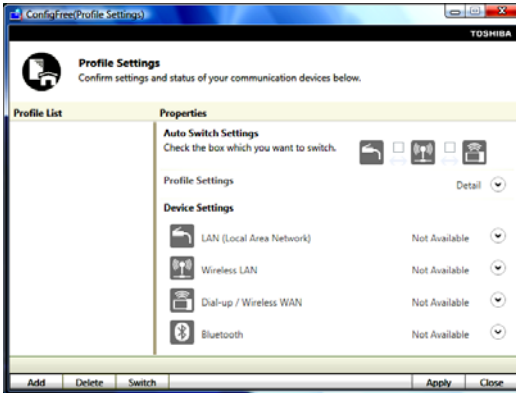 ConfigFree(Profile Settings)
TOSHIBA
Profile Settings
Confirm settings and status of your communication devices below.
Profile List
Properties
Auto Switch Settings
Check the box which you want to switch.
Profile Settings
Detail
Device Settings
LAN (Local Area Network)
Not Available
Wireless LAN
Not Available
Dial-up / Wireless WAN
Not Available
Bluetooth
Not Available
Add
Delete
Switch
Apply
Close